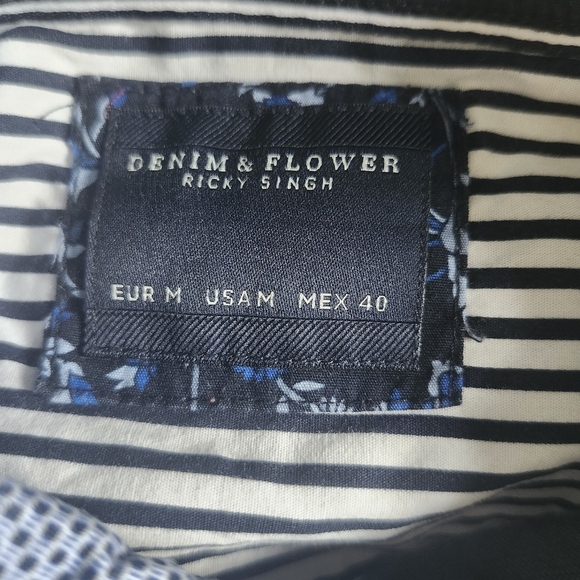 DENIM & FLOWER
RICKY SINGH
EUR M USA M MEX 40